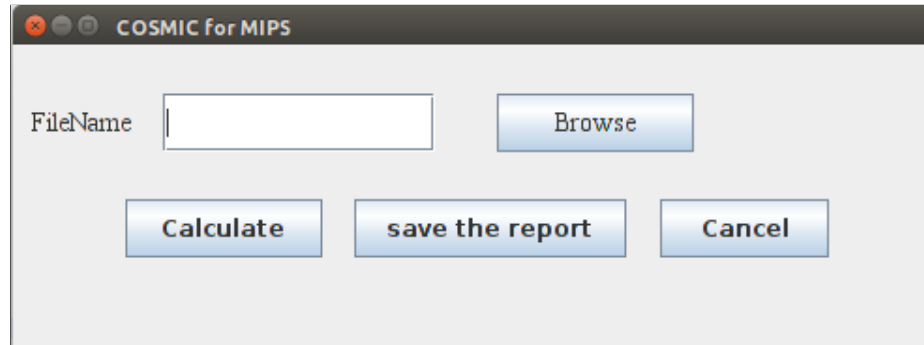 COSMIC for MIPS
FileName Browse
Calculate save the report Cancel